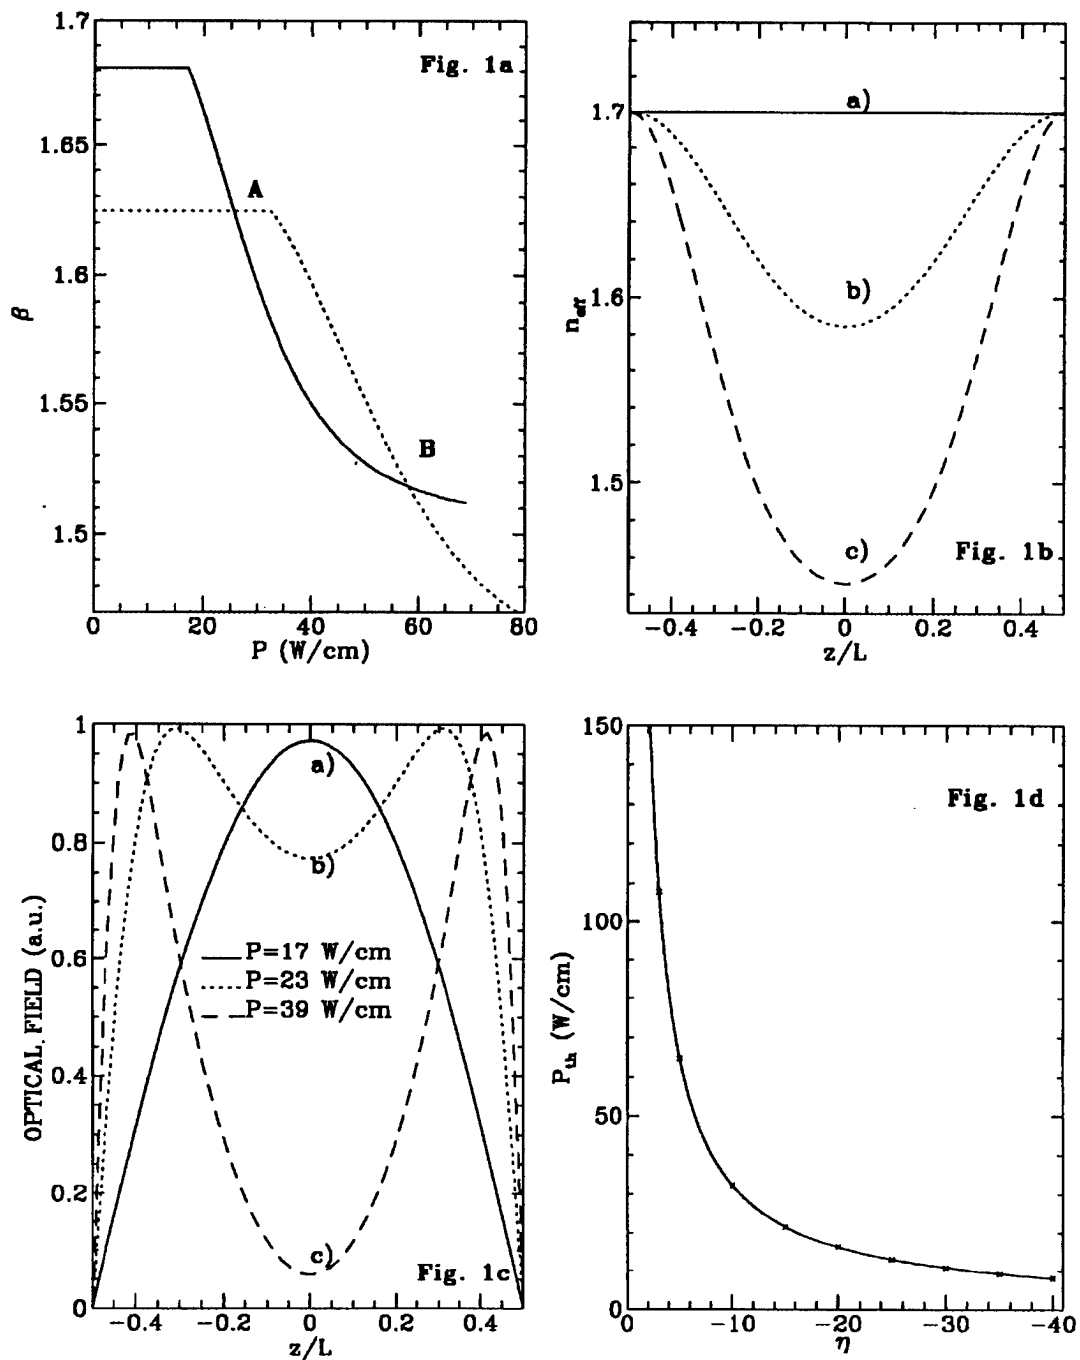 1.7
1.65
1.6
1.55
1.5
β
0 20 40 60 80
P (W/cm)
Fig. 1a
A
B
1.7
1.6
1.5
n_eff
−0.4 −0.2 0 0.2 0.4
z/L
a)
b)
c)
Fig. 1b
1
0.8
0.6
0.4
0.2
0
OPTICAL FIELD (a.u.)
−0.4 −0.2 0 0.2 0.4
z/L
a)
b)
P=17 W/cm
P=23 W/cm
P=39 W/cm
c)
Fig. 1c
150
100
50
0
P_th (W/cm)
0 −10 −20 −30 −40
η
Fig. 1d